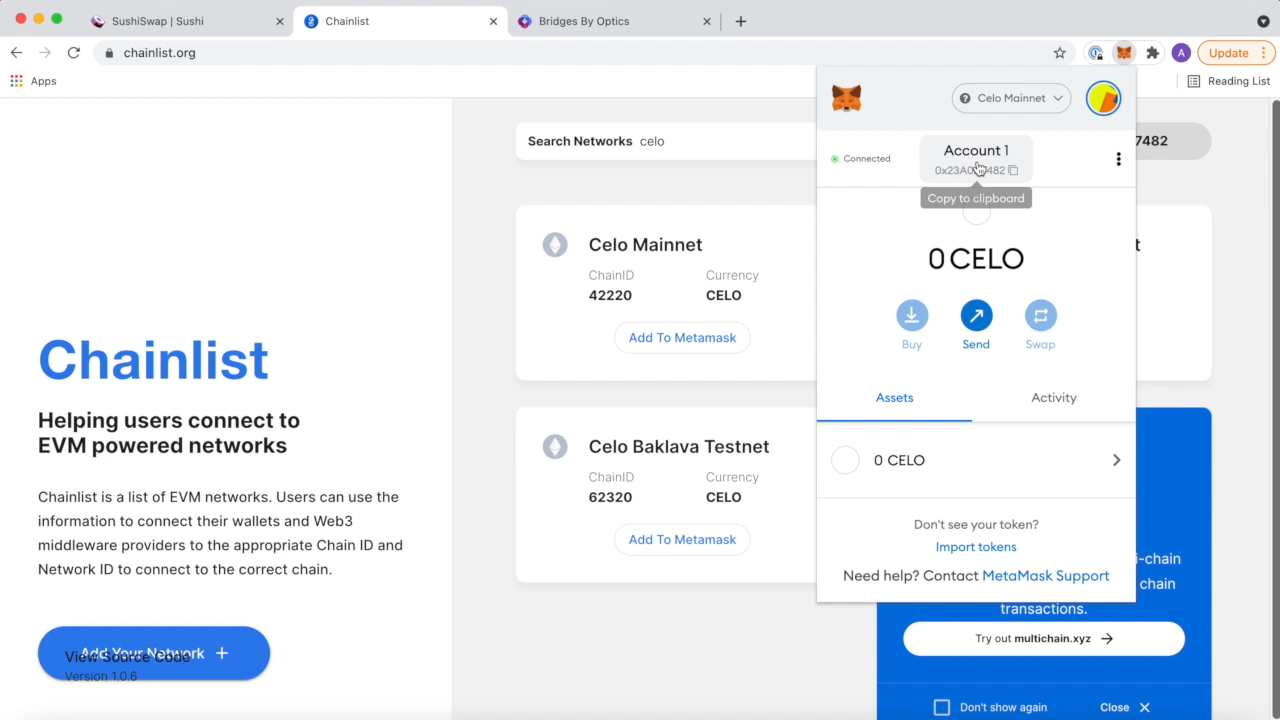 SushiSwap | Sushi
Chainlist
Bridges By Optics
chainlist.org
A
Update
Apps
Reading List
Search Networks celo
7482
Celo Mainnet
ChainID Currency
42220 CELO
Add To Metamask
t
Celo Baklava Testnet
ChainID Currency
62320 CELO
Add To Metamask
Chainlist
Helping users connect to
EVM powered networks
Chainlist is a list of EVM networks. Users can use the
information to connect their wallets and Web3
middleware providers to the appropriate Chain ID and
Network ID to connect to the correct chain.
Add Your Network +
View Source Code
Version 1.0.6
Celo Mainnet
Connected
Account 1
Copy to clipboard
0 CELO
Buy Send Swap
Assets Activity
0 CELO
Don't see your token?
Import tokens
Need help? Contact MetaMask Support
i-chain
chain
transactions.
Try out multichain.xyz
Don't show again Close